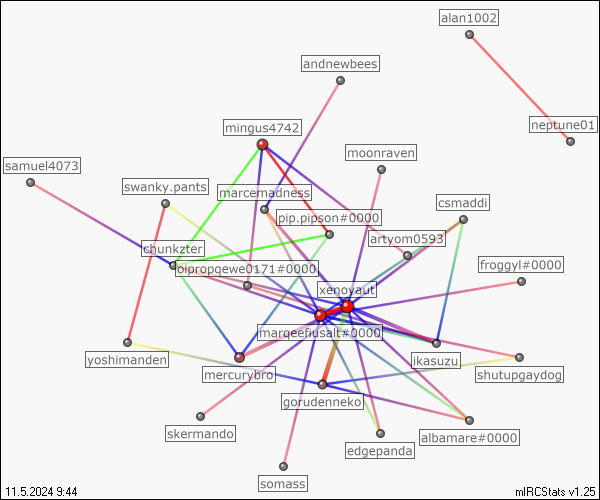 alan1002
andnewbees
mingus4742
neptune01
moonraven
samuel4073
swanky.pants
marcemadness
csmaddi
pip.pipson#0000
artyom0593
chunkzter
bipropqewe0171#0000
froggyl#0000
xenoyaut
marqeefiusalt#0000
yoshimanden
ikasuzu
mercurybro
shutupgaydog
gorudenneko
skermando
albamare#0000
edgepanda
somass
11.5.2024 9:44
mIRCStats v1.25